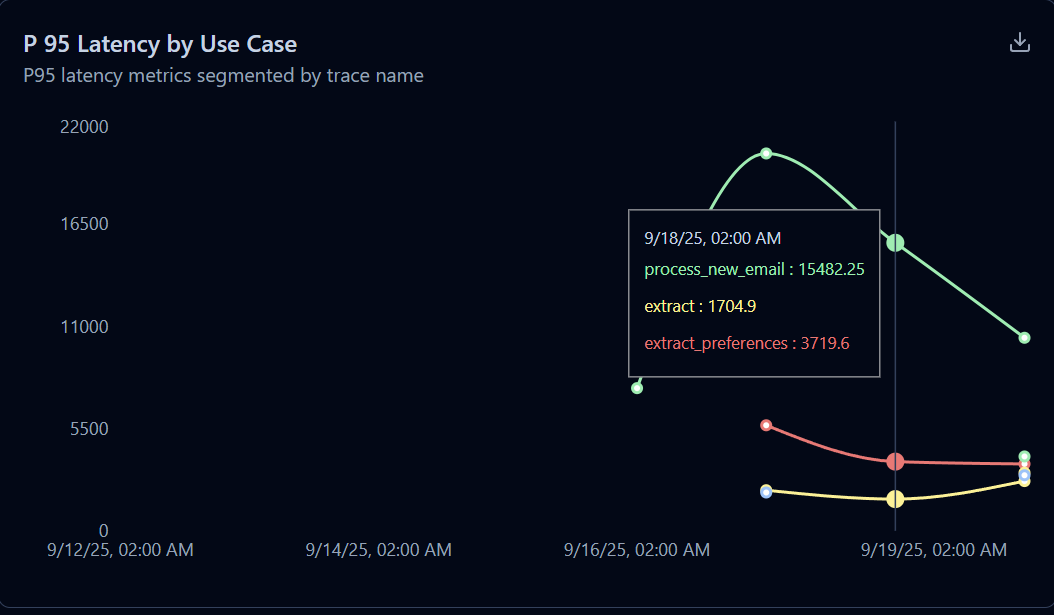 P 95 Latency by Use Case
P95 latency metrics segmented by trace name
22000
16500
11000
5500
0
9/18/25, 02:00 AM
process_new_email : 15482.25
extract : 1704.9
extract_preferences : 3719.6
9/12/25, 02:00 AM
9/14/25, 02:00 AM
9/16/25, 02:00 AM
9/19/25, 02:00 AM